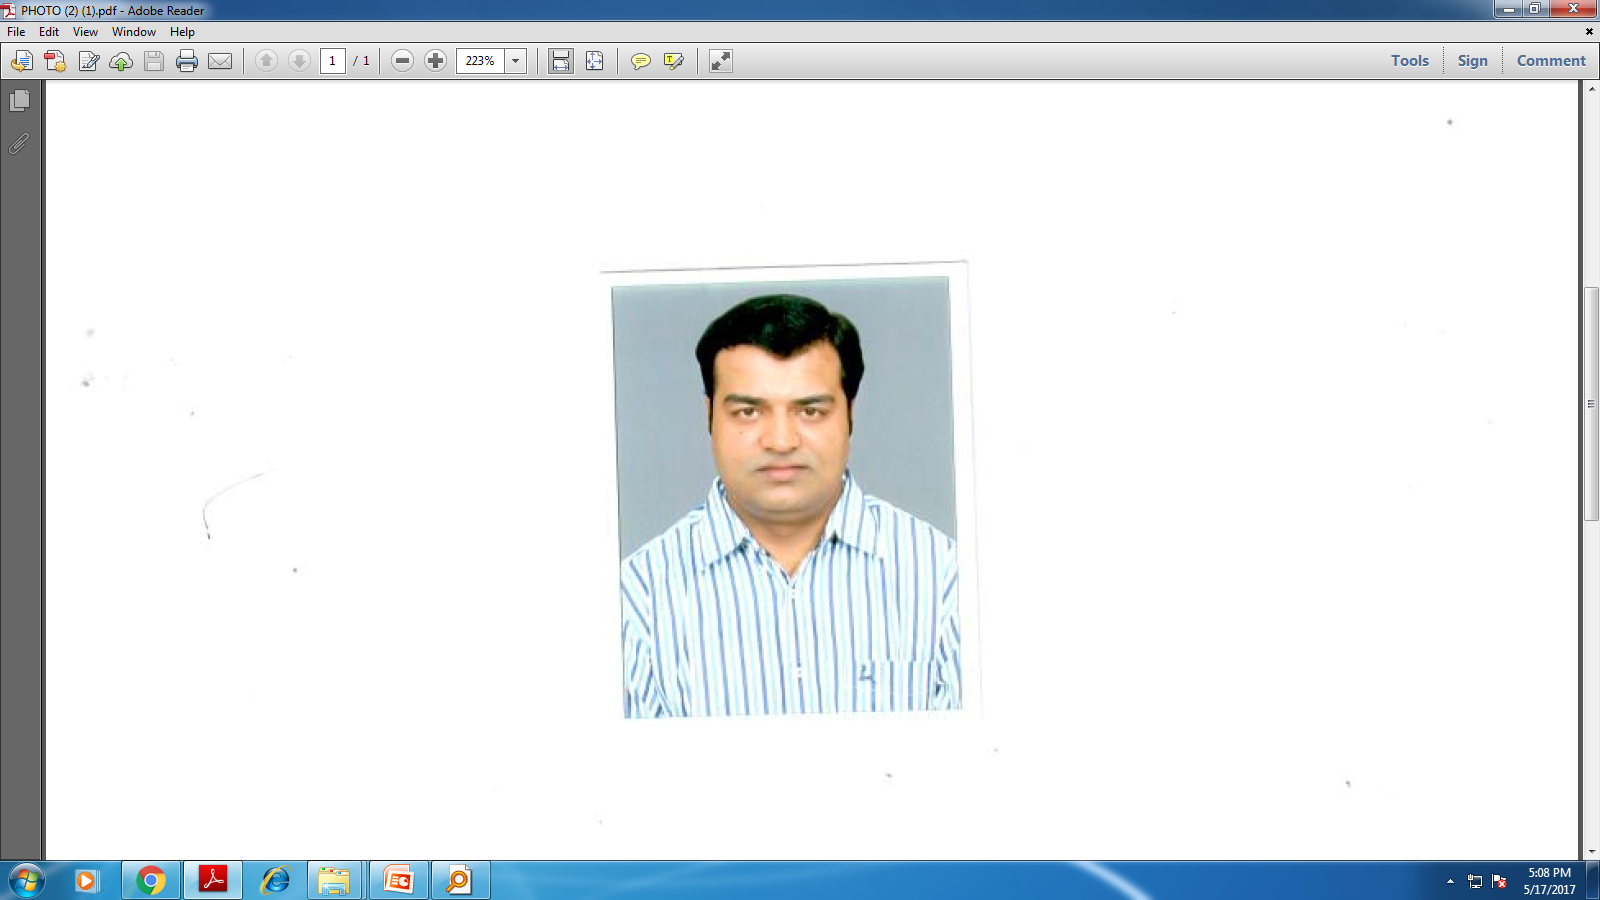 PHOTO (2) (1).pdf - Adobe Reader
File Edit View Window Help
1 / 1 223% Tools Sign Comment
5:08 PM
5/17/2017